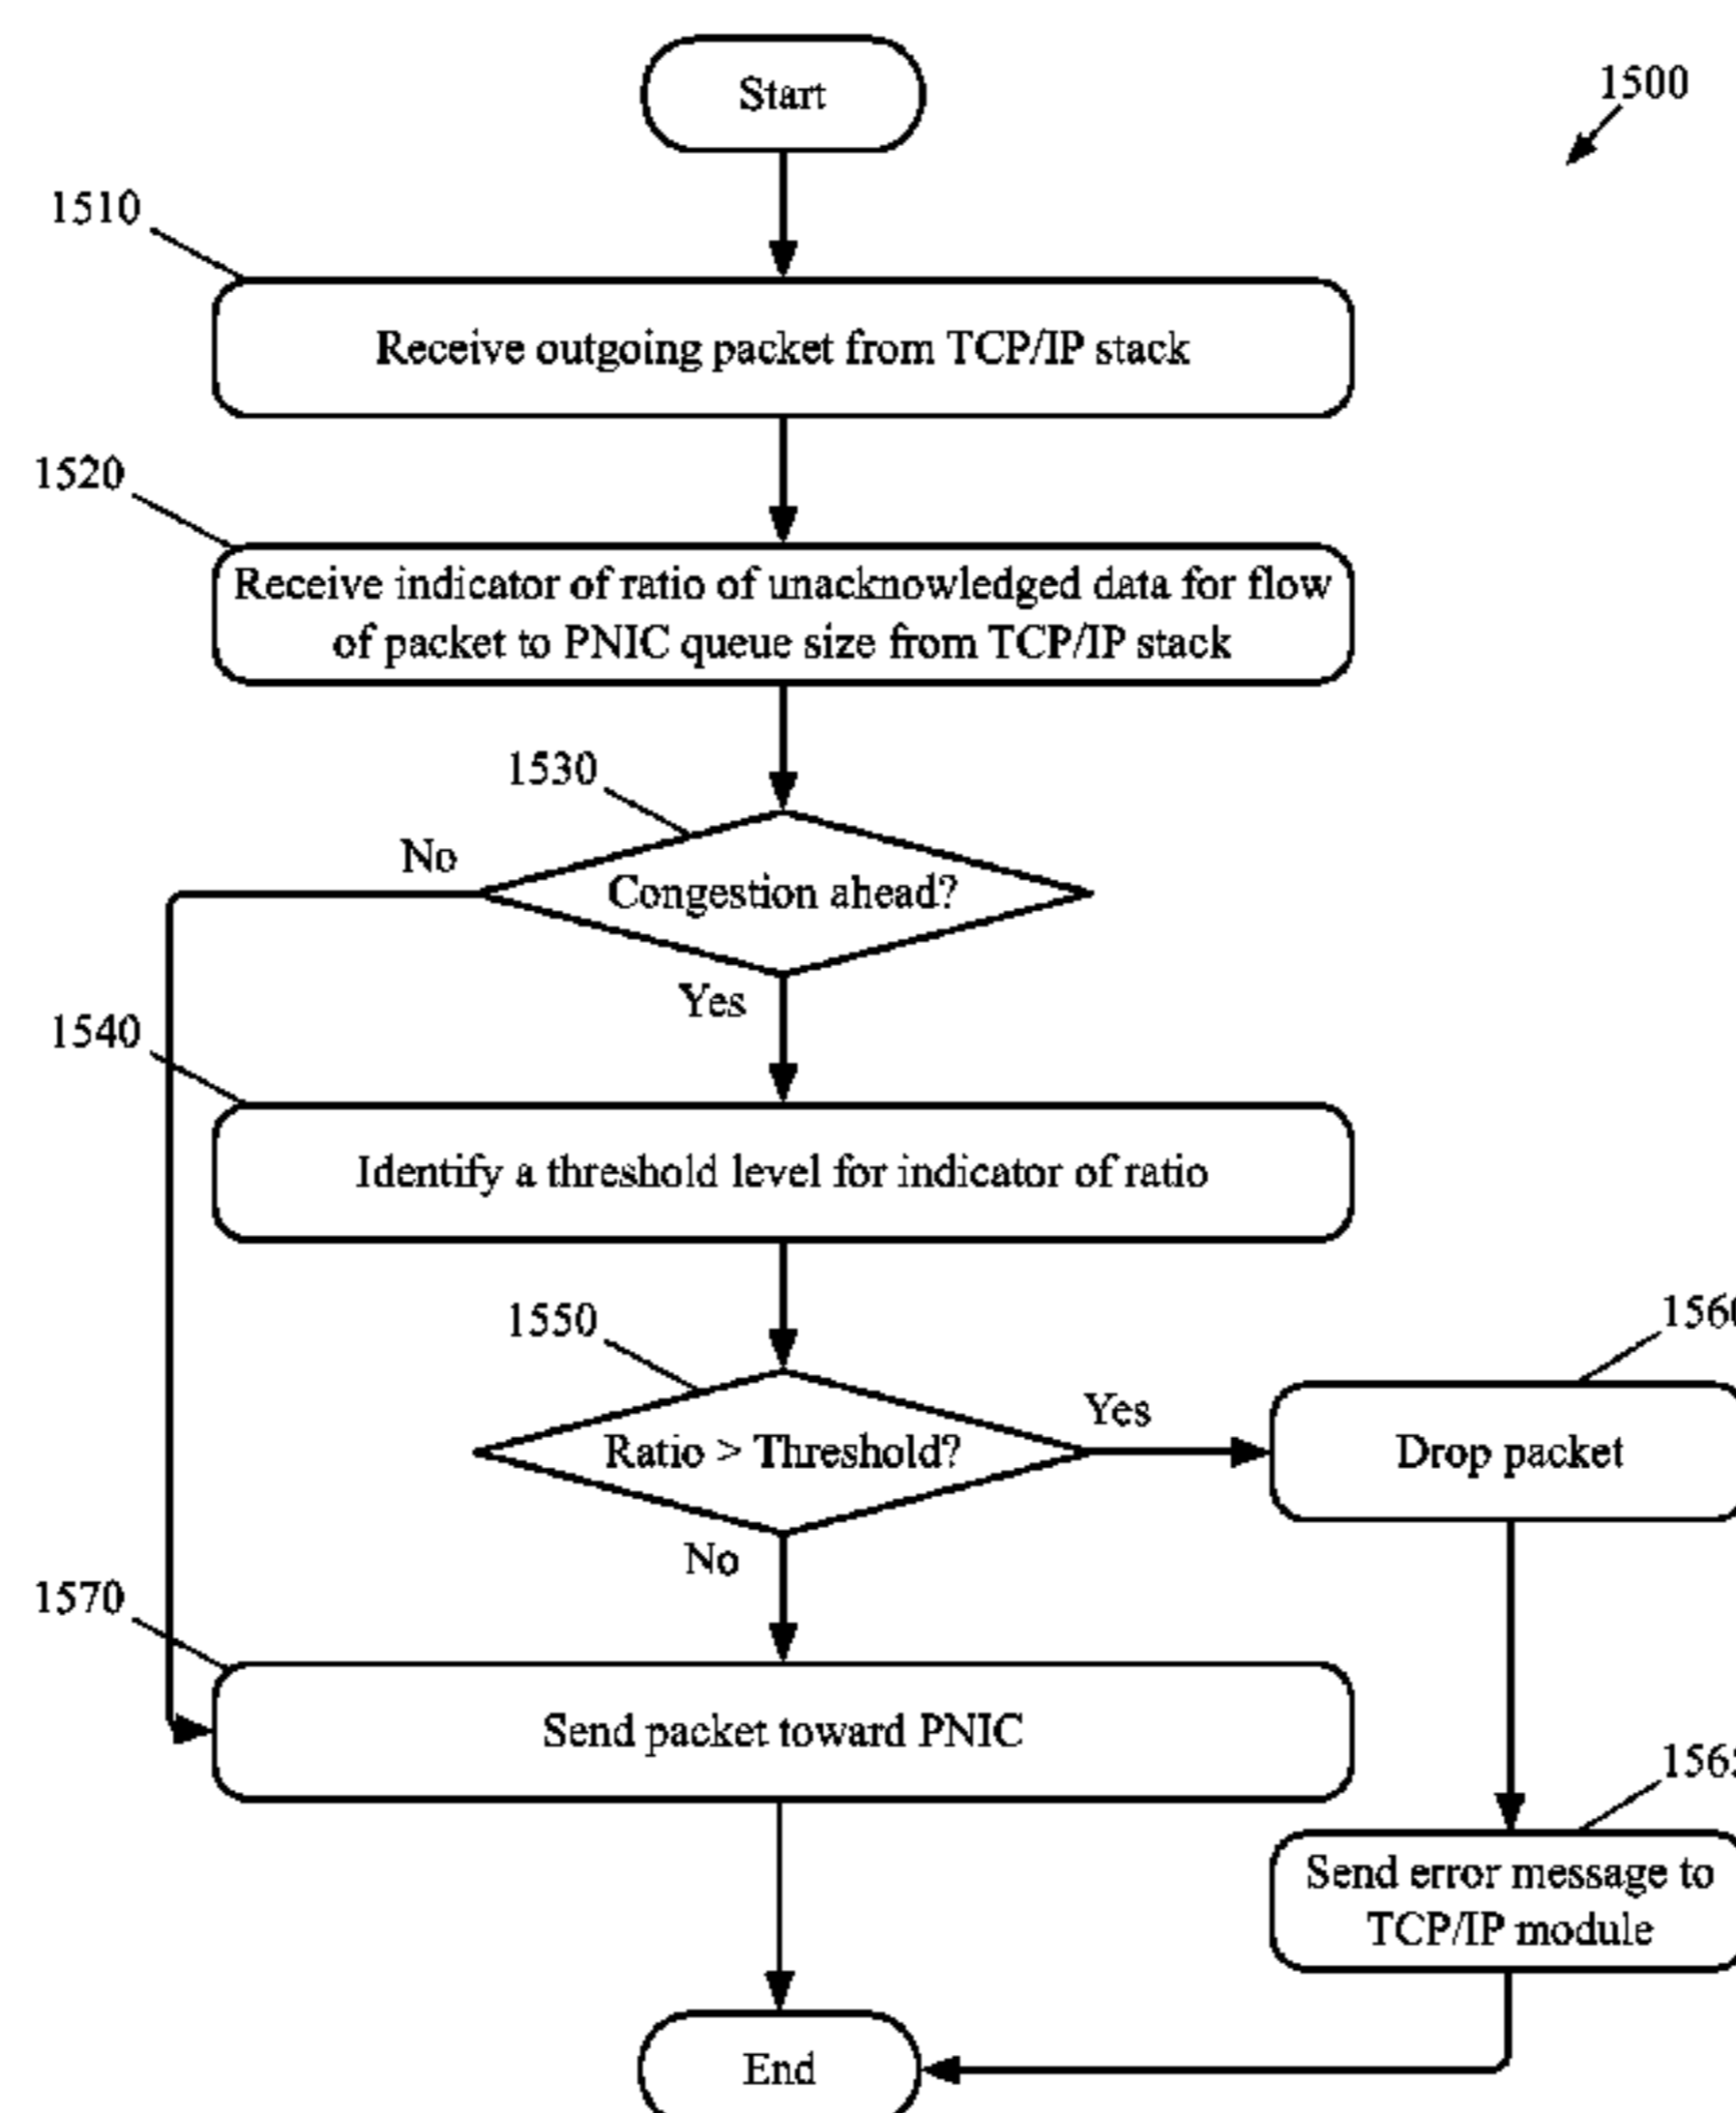 Start
1500
1510
Receive outgoing packet from TCP/IP stack
1520
Receive indicator of ratio of unacknowledged data for flow
of packet to PNIC queue size from TCP/IP stack
1530
No
Congestion ahead?
Yes
1540
Identify a threshold level for indicator of ratio
1550
1560
Yes
Ratio > Threshold?
Drop packet
No
1570
Send packet toward PNIC
1565
Send error message to
TCP/IP module
End